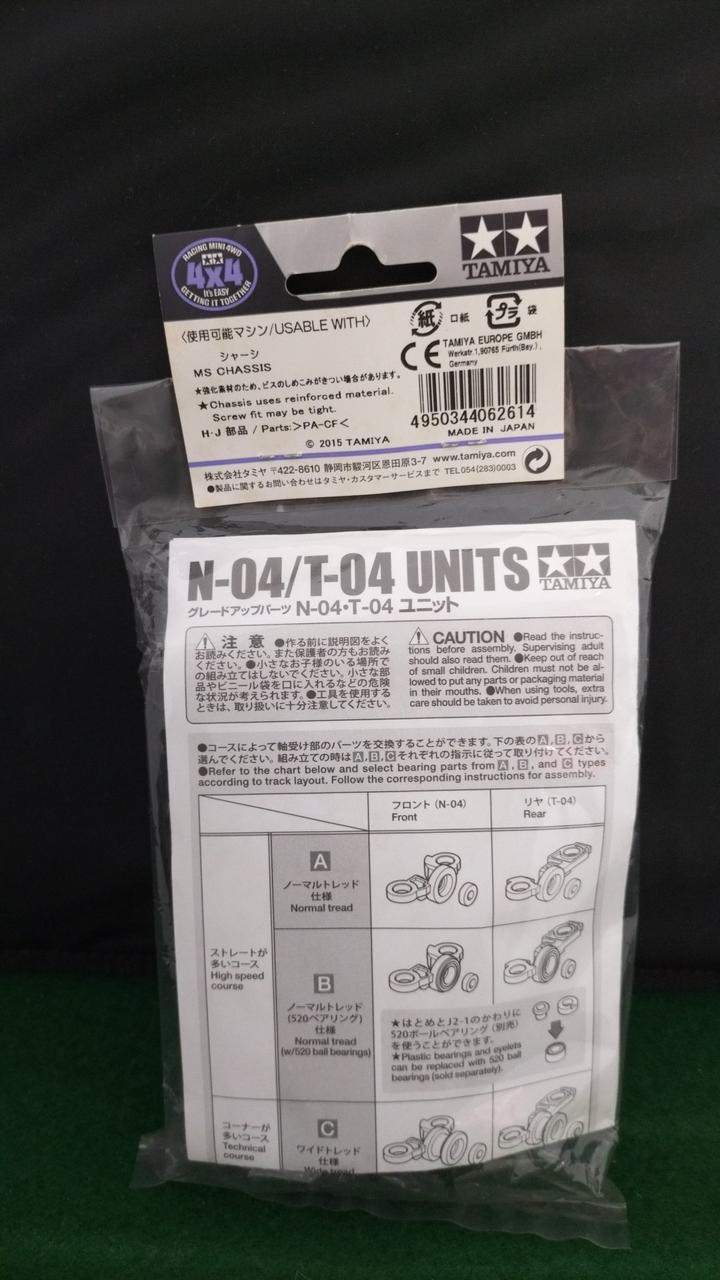 RACING MINI 4WD
4x4
It's EASY
GETTING IT TOGETHER
TAMIYA
〈使用可能マシン/USABLE WITH〉
シャーシ
MS CHASSIS
★強化素材のため、ビスのしめこみがきつい場合があります。
★Chassis uses reinforced material.
Screw fit may be tight.
H・J 部品 / Parts:>PA-CF<
© 2015 TAMIYA
紙 口紙 プラ 袋
CE TAMIYA EUROPE GMBH
Werkstr.1,90765 Fürth(Bay.),
Germany
4950344062614
MADE IN JAPAN
株式会社タミヤ 〒422-8610 静岡市駿河区恩田原3-7 www.tamiya.com
●製品に関するお問い合わせはタミヤ・カスタマーサービスまで TEL054(283)0003
N-04/T-04 UNITS TAMIYA
グレードアップパーツ N-04・T-04 ユニット
注意 ●作る前に説明図をよく
お読みください。また保護者の方もお読み
ください。●小さなお子様のいる場所で
の組み立てはしないでください。小さな部
品やビニール袋を口に入れるなどの危険
な状況が考えられます。●工具を使用する
ときは、取り扱いに十分注意してください。
CAUTION ●Read the instruc-
tions before assembly. Supervising adult
should also read them. ●Keep out of reach
of small children. Children must not be al-
lowed to put any parts or packaging material
in their mouths. ●When using tools, extra
care should be taken to avoid personal injury.
●コースによって軸受け部のパーツを交換することができます。下の表のA,B,Cから
選んでください。組み立ての時はA,B,Cそれぞれの指示に従って取り付けてください。
●Refer to the chart below and select bearing parts from A, B, and C types
according to track layout. Follow the corresponding instructions for assembly.
フロント (N-04)
Front
リヤ (T-04)
Rear
ストレートが
多いコース
High speed
course
A
ノーマルトレッド
仕様
Normal tread
B
ノーマルトレッド
(520ベアリング)
仕様
Normal tread
(w/520 ball bearings)
★はとめとJ2-1のかわりに
520ボールベアリング (別売)
を使うことができます。
★Plastic bearings and eyelets
can be replaced with 520 ball
bearings (sold separately).
コーナーが
多いコース
Technical
course
C
ワイドトレッド
仕様
Wide tread